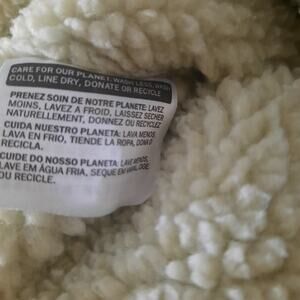 CARE FOR OUR PLANET: WASH LESS, WASH
COLD, LINE DRY, DONATE OR RECYCLE
PRENEZ SOIN DE NOTRE PLANETE: LAVEZ
MOINS, LAVEZ A FROID, LAISSEZ SECHER
NATURELLEMENT, DONNEZ OU RECYCLEZ
CUIDA NUESTRO PLANETA: LAVA MENOS,
LAVA EN FRIO, TIENDE LA ROPA, DONA O
RECICLA.
CUIDE DO NOSSO PLANETA: LAVE MENOS,
LAVE EM ÁGUA FRIA, SEQUE EM VARAL, DOE
OU RECICLE.